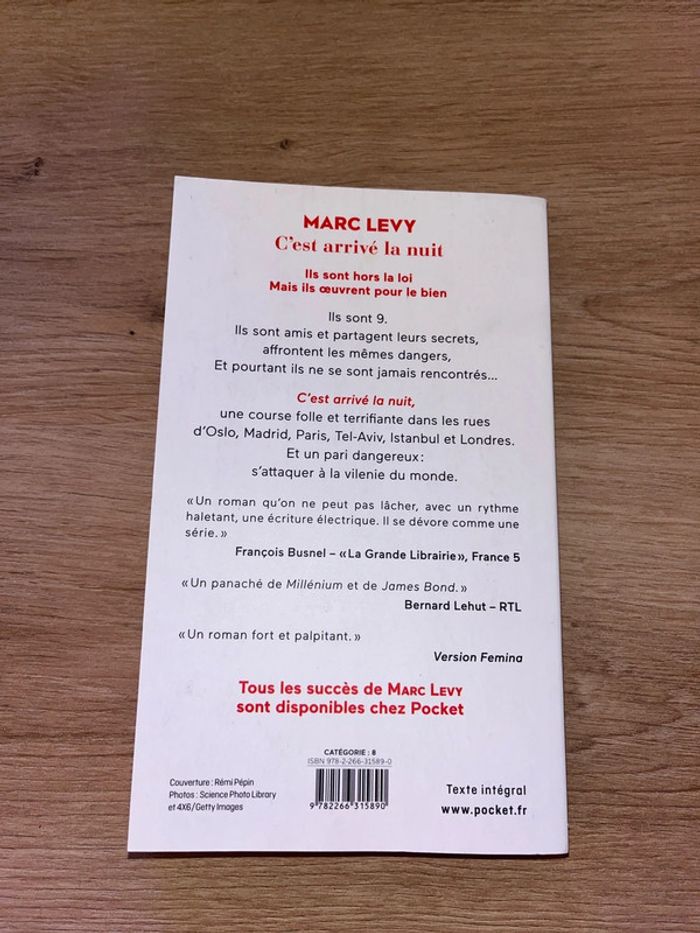 MARC LEVY
C'est arrivé la nuit
Ils sont hors la loi
Mais ils œuvrent pour le bien
Ils sont 9.
Ils sont amis et partagent leurs secrets,
affrontent les mêmes dangers,
Et pourtant ils ne se sont jamais rencontrés...
C'est arrivé la nuit,
une course folle et terrifiante dans les rues
d'Oslo, Madrid, Paris, Tel-Aviv, Istanbul et Londres.
Et un pari dangereux :
s'attaquer à la vilenie du monde.
« Un roman qu'on ne peut pas lâcher, avec un rythme
haletant, une écriture électrique. Il se dévore comme une
série. »
François Busnel – « La Grande Librairie », France 5
« Un panaché de Millénium et de James Bond. »
Bernard Lehut – RTL
« Un roman fort et palpitant. »
Version Femina
Tous les succès de MARC LEVY
sont disponibles chez Pocket
CATÉGORIE : 8
ISBN 978-2-266-31589-0
Couverture : Rémi Pépin
Photos : Science Photo Library
et 4X6/Getty Images
9 782266 315890
Texte intégral
www.pocket.fr